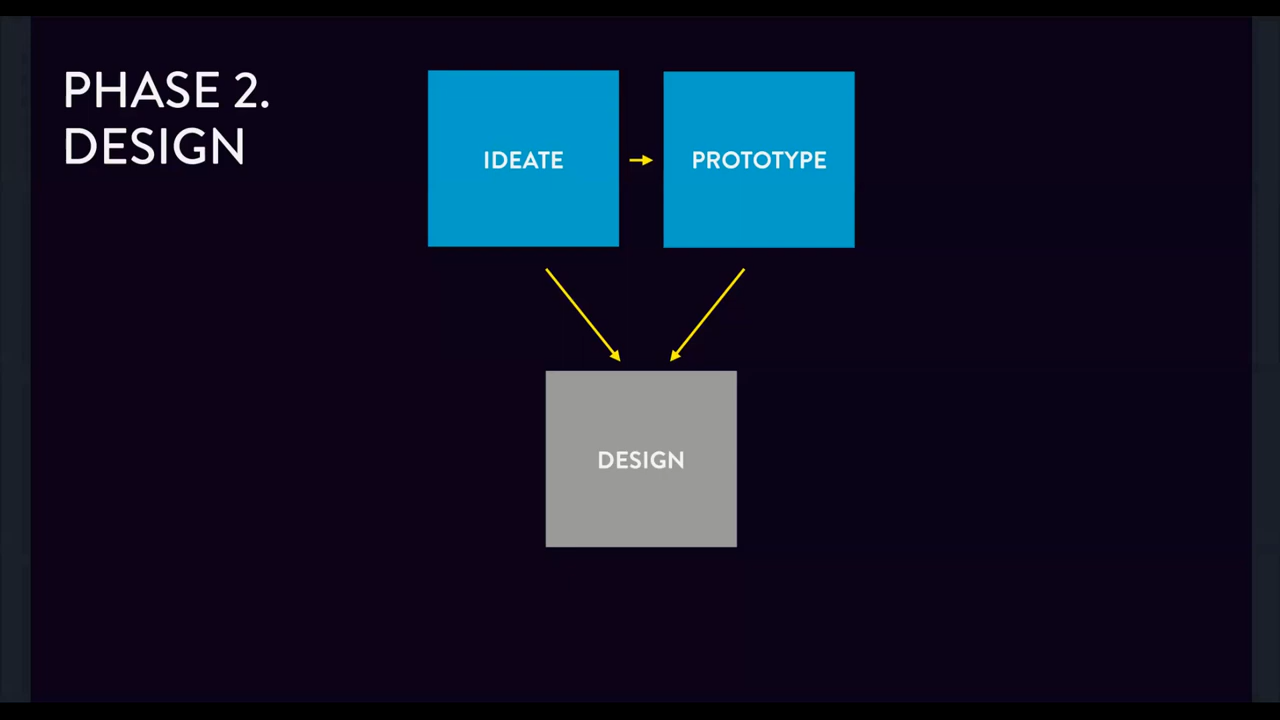 PHASE 2.
DESIGN
IDEATE
PROTOTYPE
DESIGN